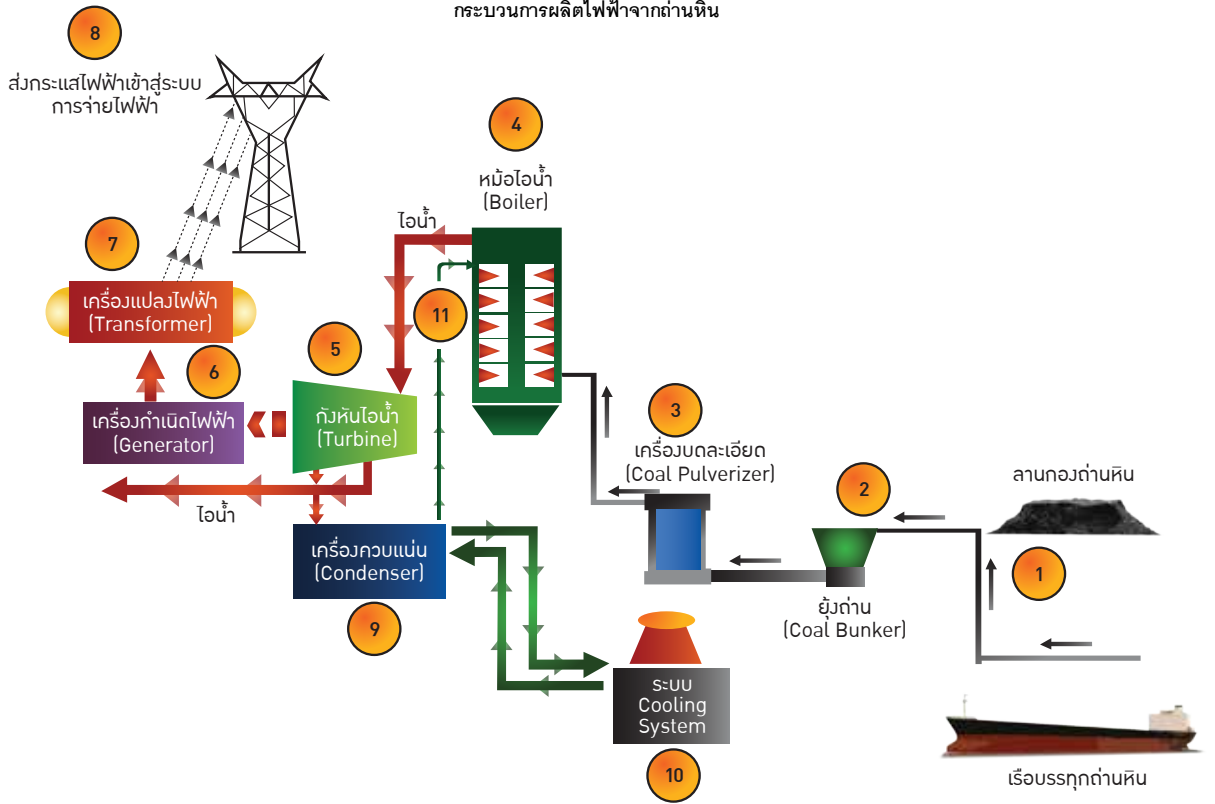 กระบวนการผลิตไฟฟ้าจากถ่านหิน
8
ส่งกระแสไฟฟ้าเข้าสู่ระบบ
การจ่ายไฟฟ้า
4
หม้อไอน้ำ
(Boiler)
ไอน้ำ
7
เครื่องแปลงไฟฟ้า
(Transformer)
11
5
6
กังหันไอน้ำ
(Turbine)
เครื่องกำเนิดไฟฟ้า
(Generator)
ไอน้ำ
3
เครื่องบดละเอียด
(Coal Pulverizer)
2
ลานกองถ่านหิน
1
ยุ้งถ่าน
(Coal Bunker)
เครื่องควบแน่น
(Condenser)
9
ระบบ
Cooling
System
10
เรือบรรทุกถ่านหิน